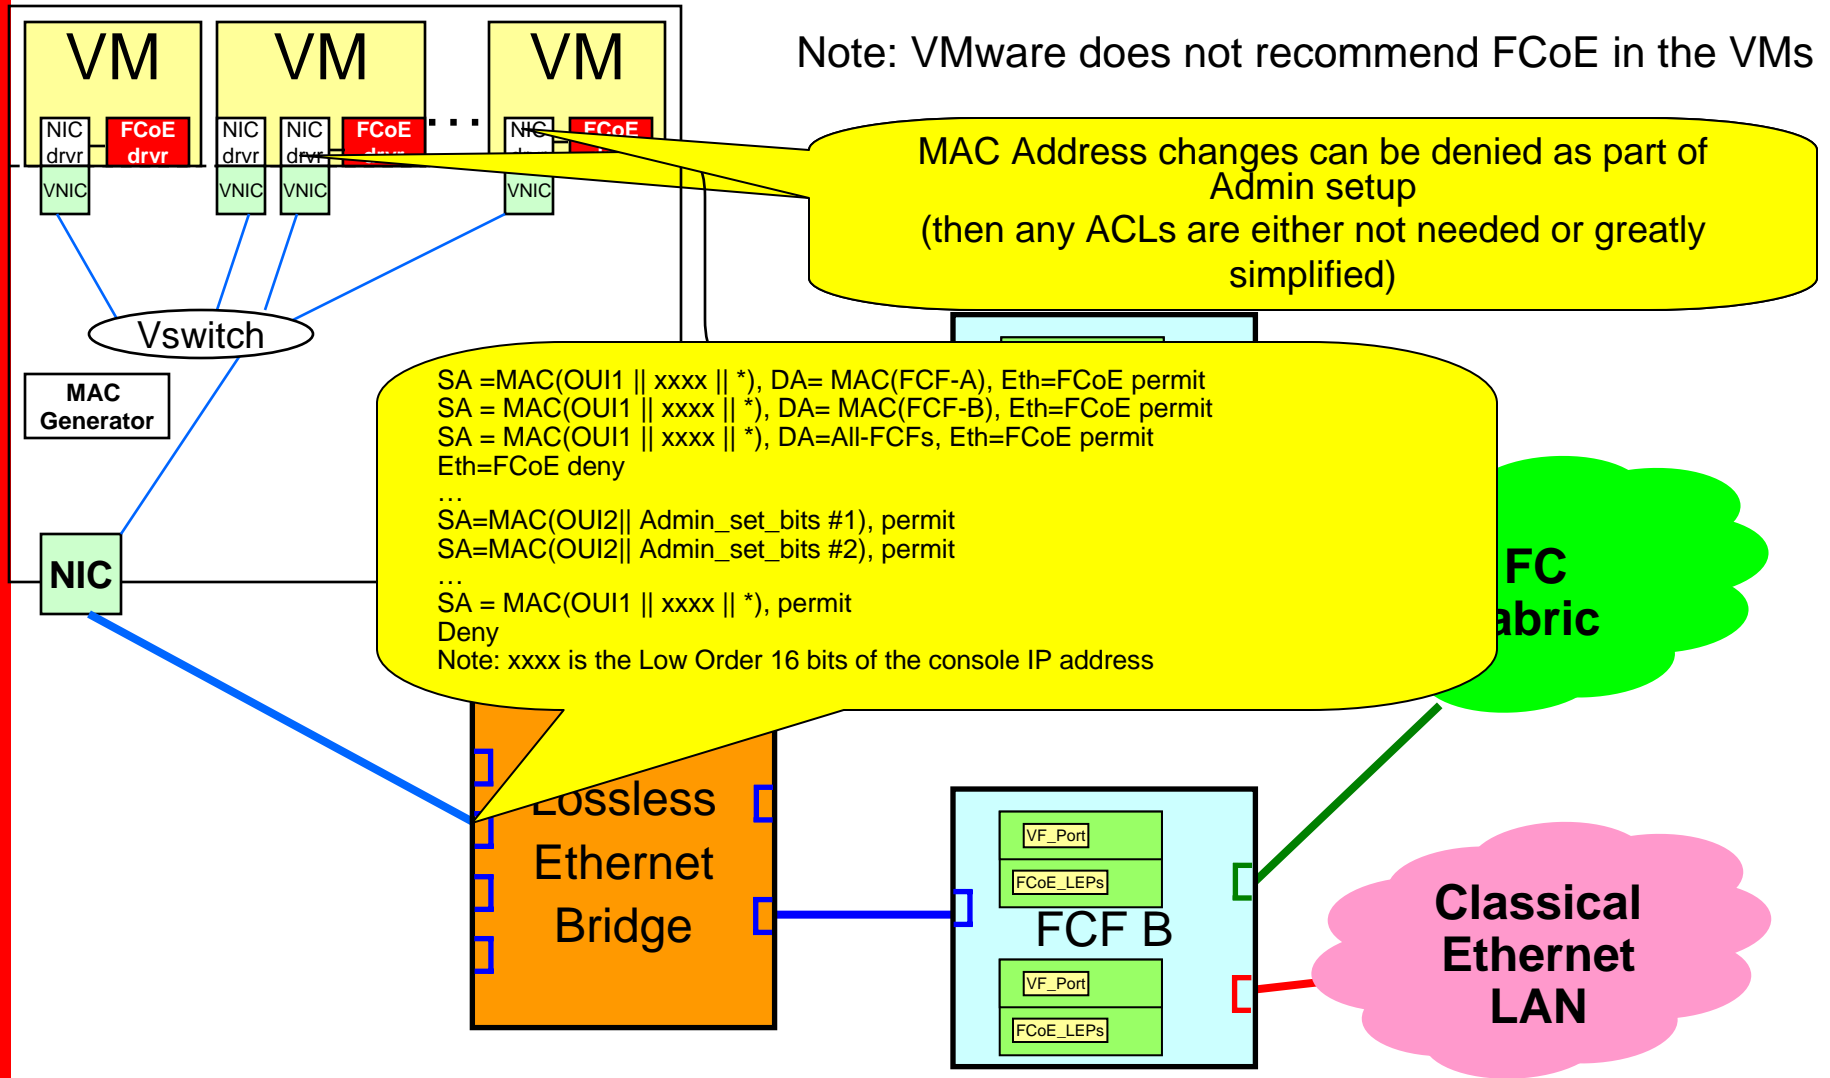 VM
VM
VM
Note: VMware does not recommend FCoE in the VMs
NIC
drvr
FCoE
drvr
NIC
drvr
NIC
drvr
FCoE
drvr
...
NIC
FCoE
VNIC
VNIC
VNIC
VNIC
MAC Address changes can be denied as part of
Admin setup
(then any ACLs are either not needed or greatly
simplified)
Vswitch
MAC
Generator
SA =MAC(OUI1 || xxxx || *), DA= MAC(FCF-A), Eth=FCoE permit
SA = MAC(OUI1 || xxxx || *), DA= MAC(FCF-B), Eth=FCoE permit
SA = MAC(OUI1 || xxxx || *), DA=All-FCFs, Eth=FCoE permit
Eth=FCoE deny
…
SA=MAC(OUI2|| Admin_set_bits #1), permit
SA=MAC(OUI2|| Admin_set_bits #2), permit
…
SA = MAC(OUI1 || xxxx || *), permit
Deny
Note: xxxx is the Low Order 16 bits of the console IP address
NIC
FC
abric
Lossless
Ethernet
Bridge
VF_Port
FCoE_LEPs
FCF B
VF_Port
FCoE_LEPs
Classical
Ethernet
LAN